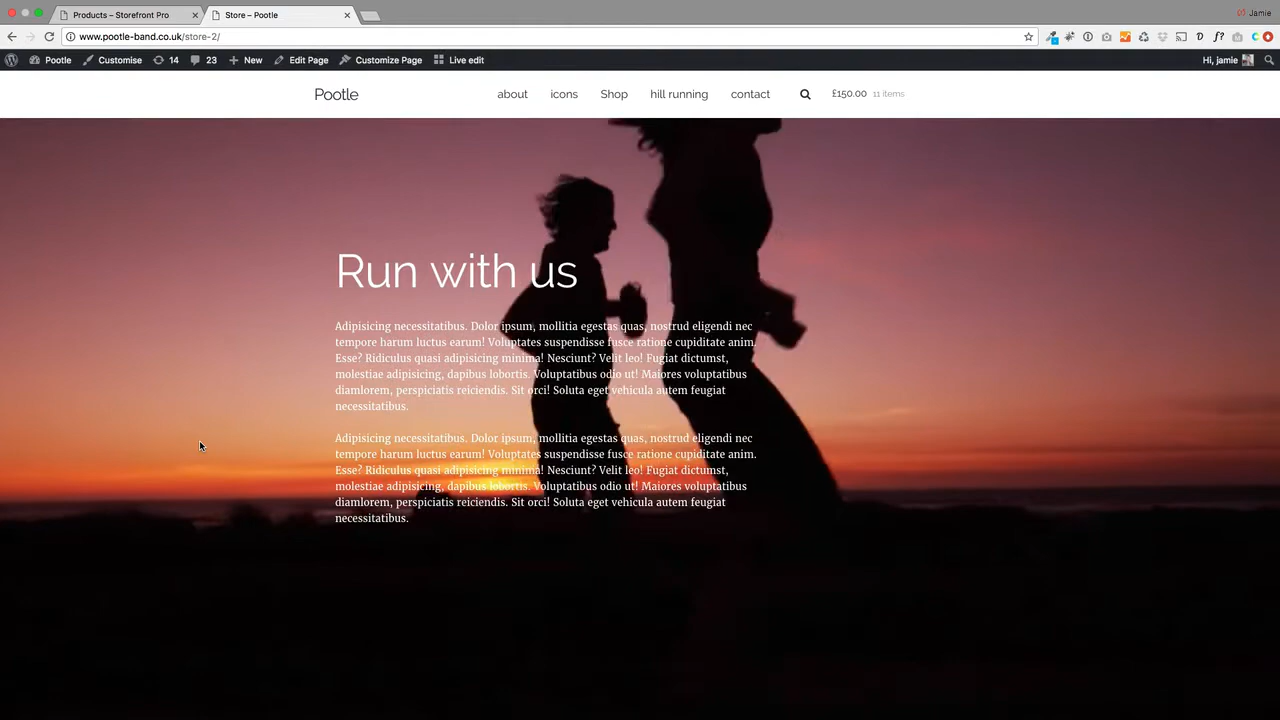 Products – Storefront Pro
Store – Pootle
Jamie
www.pootle-band.co.uk/store-2/
Pootle
Customise
14
23
New
Edit Page
Customize Page
Live edit
Hi, jamie
Pootle
about
icons
Shop
hill running
contact
£150.00 11 items
Run with us
Adipisicing necessitatibus. Dolor ipsum, mollitia egestas quas, nostrud eligendi nec
tempore harum luctus earum! Voluptates suspendisse fusce ratione cupiditate anim.
Esse? Ridiculus quasi adipisicing minima! Nesciunt? Velit leo! Fugiat dictumst,
molestiae adipisicing, dapibus lobortis. Voluptatibus odio ut! Maiores voluptatibus
diamlorem, perspiciatis reiciendis. Sit orci! Soluta eget vehicula autem feugiat
necessitatibus.
Adipisicing necessitatibus. Dolor ipsum, mollitia egestas quas, nostrud eligendi nec
tempore harum luctus earum! Voluptates suspendisse fusce ratione cupiditate anim.
Esse? Ridiculus quasi adipisicing minima! Nesciunt? Velit leo! Fugiat dictumst,
molestiae adipisicing, dapibus lobortis. Voluptatibus odio ut! Maiores voluptatibus
diamlorem, perspiciatis reiciendis. Sit orci! Soluta eget vehicula autem feugiat
necessitatibus.